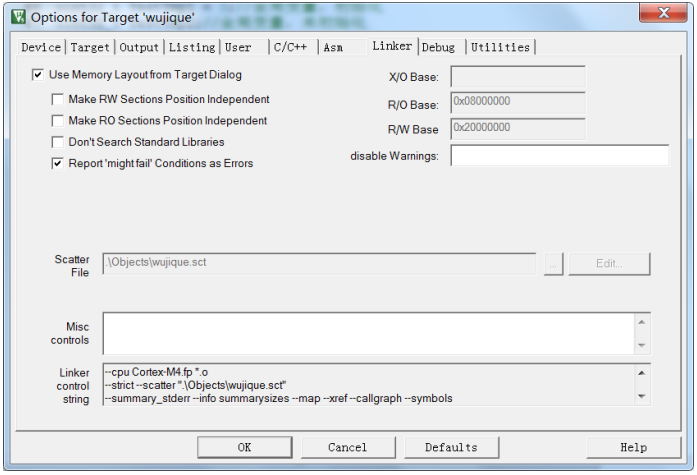 Options for Target 'wujique'
Device Target Output Listing User C/C++ Asm Linker Debug Utilities
Use Memory Layout from Target Dialog
Make RW Sections Position Independent
Make RO Sections Position Independent
Don't Search Standard Libraries
Report 'might fail' Conditions as Errors
X/O Base:
R/O Base: 0x08000000
R/W Base 0x20000000
disable Warnings:
Scatter
File
.\Objects\wujique.sct
... Edit...
Misc
controls
Linker
control
string
--cpu Cortex-M4.fp *.o
--strict --scatter ".\Objects\wujique.sct"
--summary_stderr --info summarysizes --map --xref --callgraph --symbols
OK Cancel Defaults Help